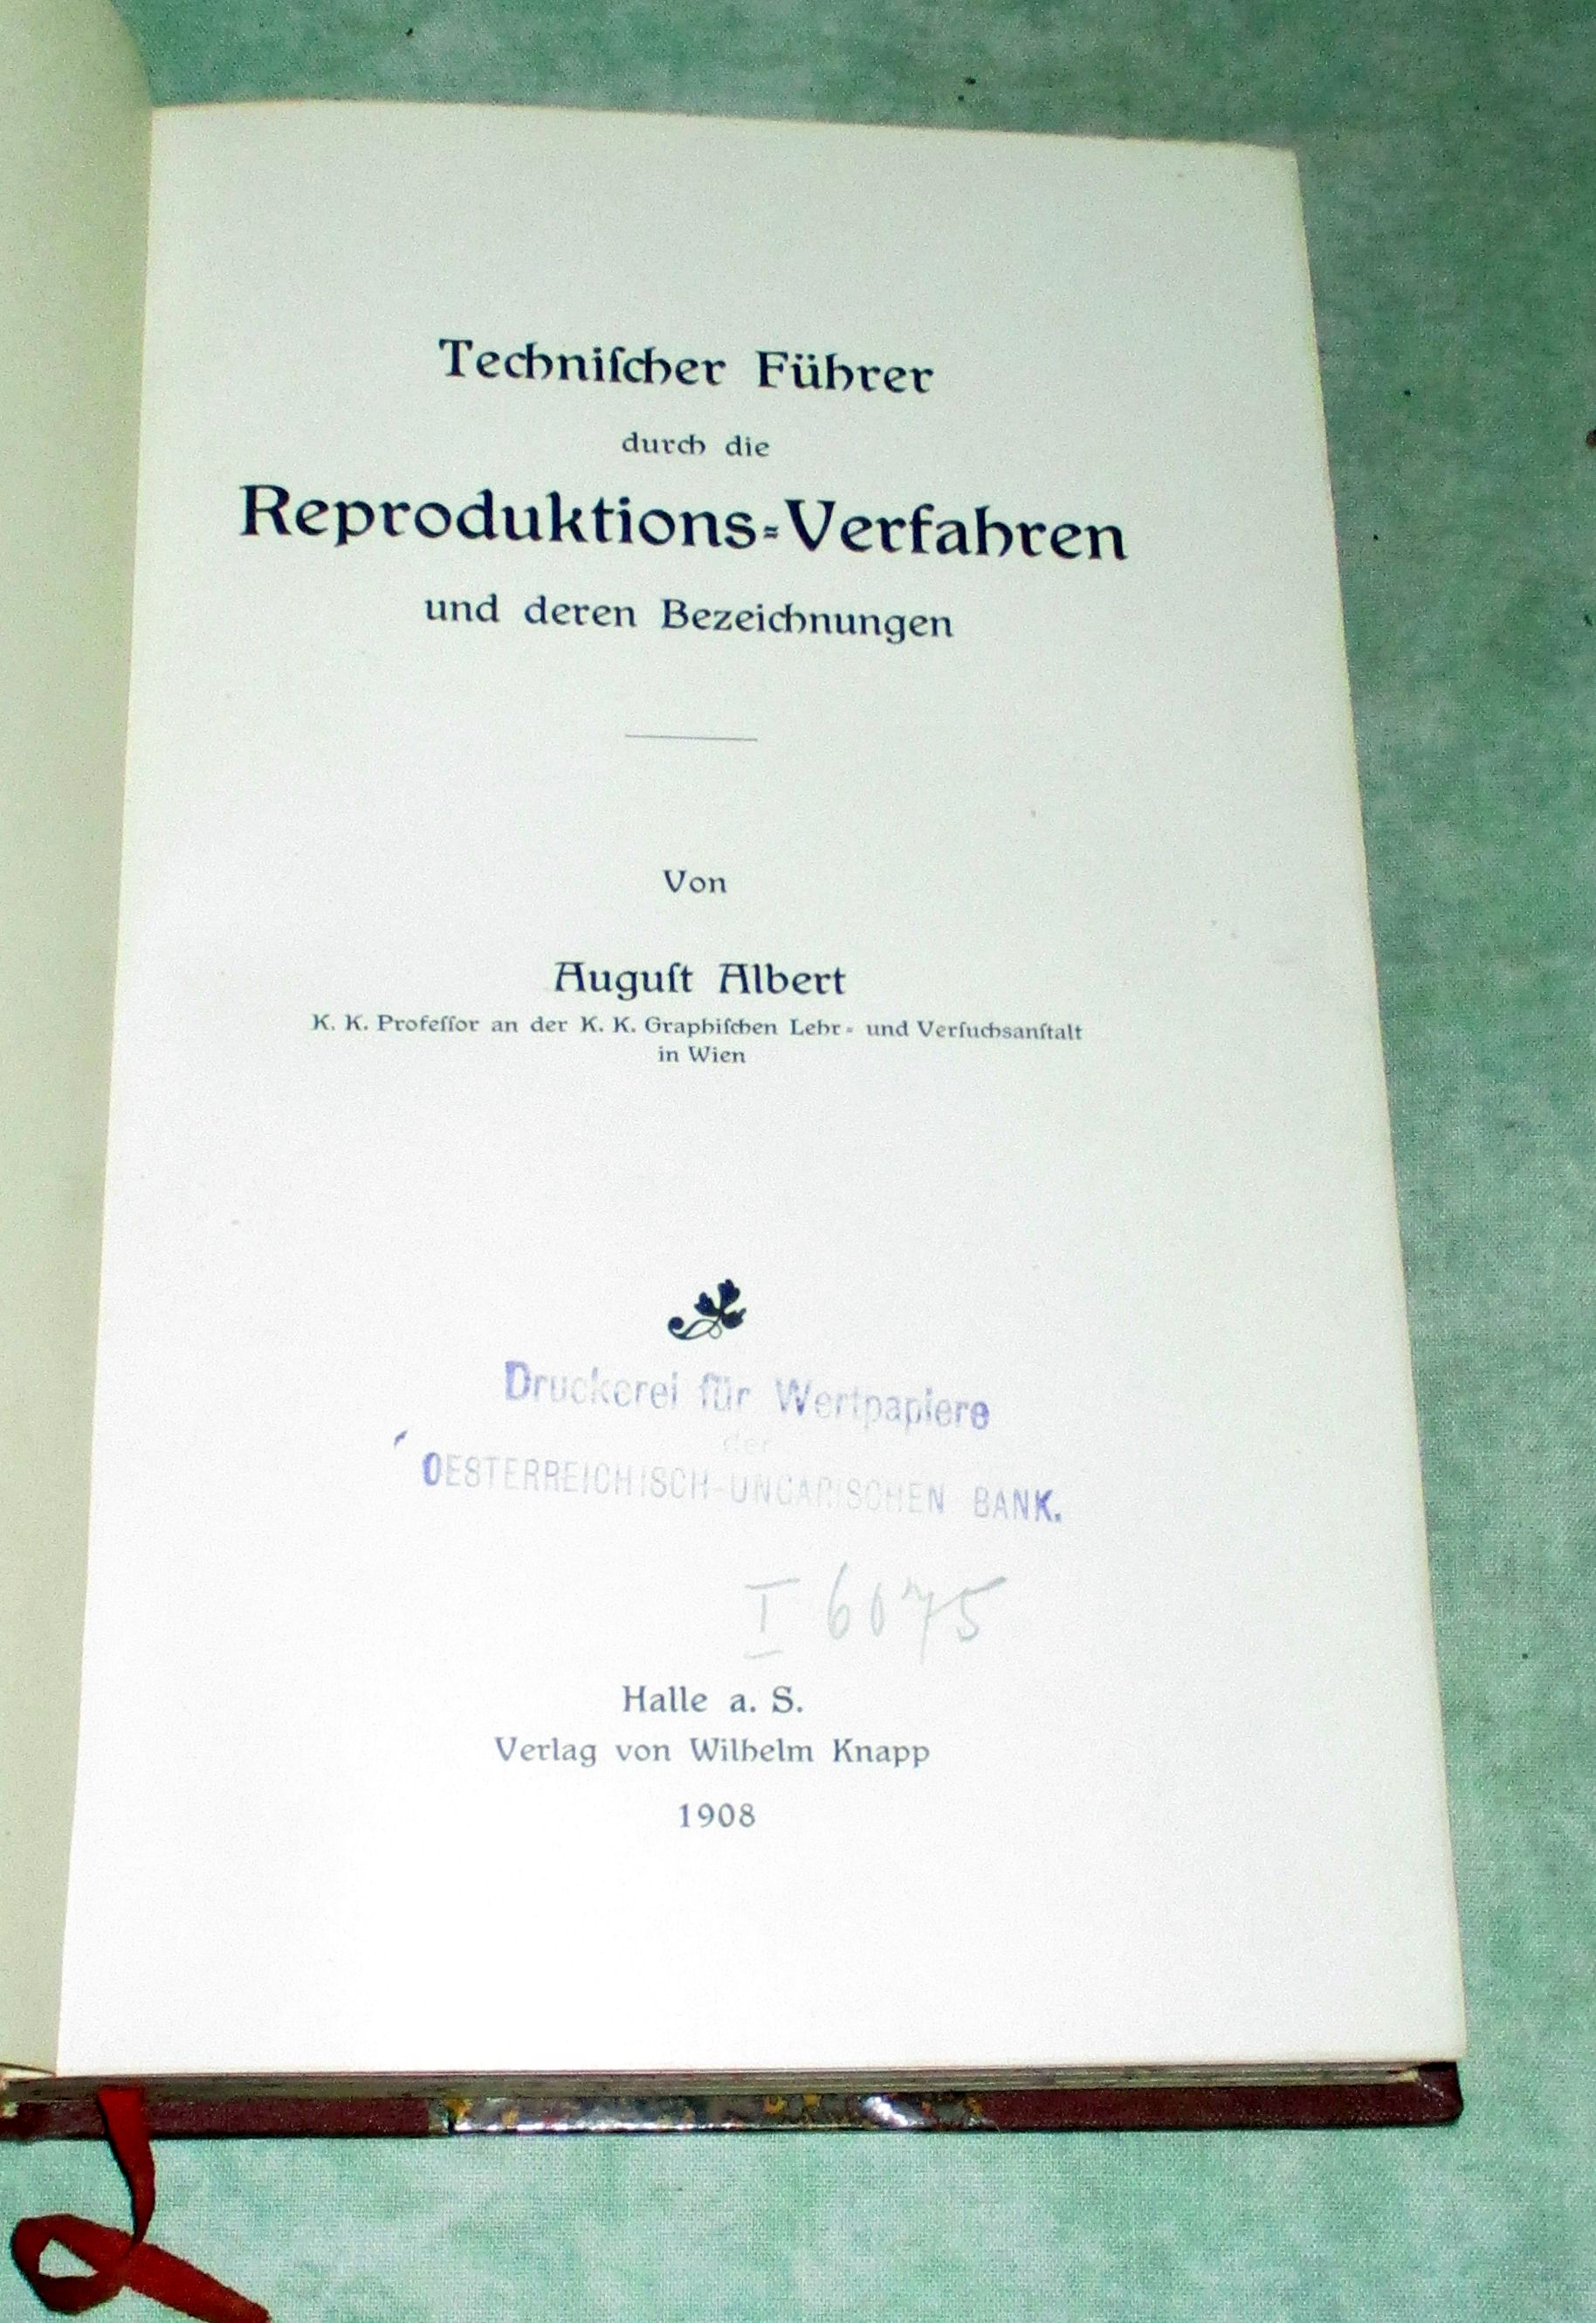 Techniſcher Führer
durch die
Reproduktions-Verfahren
und deren Bezeichnungen
Von
Auguſt Albert
K. K. Profeſſor an der K. K. Graphiſchen Lehr- und Verſuchsanſtalt
in Wien
Druckerei für Wertpapiere
der
OESTERREICHISCH-UNGARISCHEN BANK.
I 6075
Halle a. S.
Verlag von Wilhelm Knapp
1908